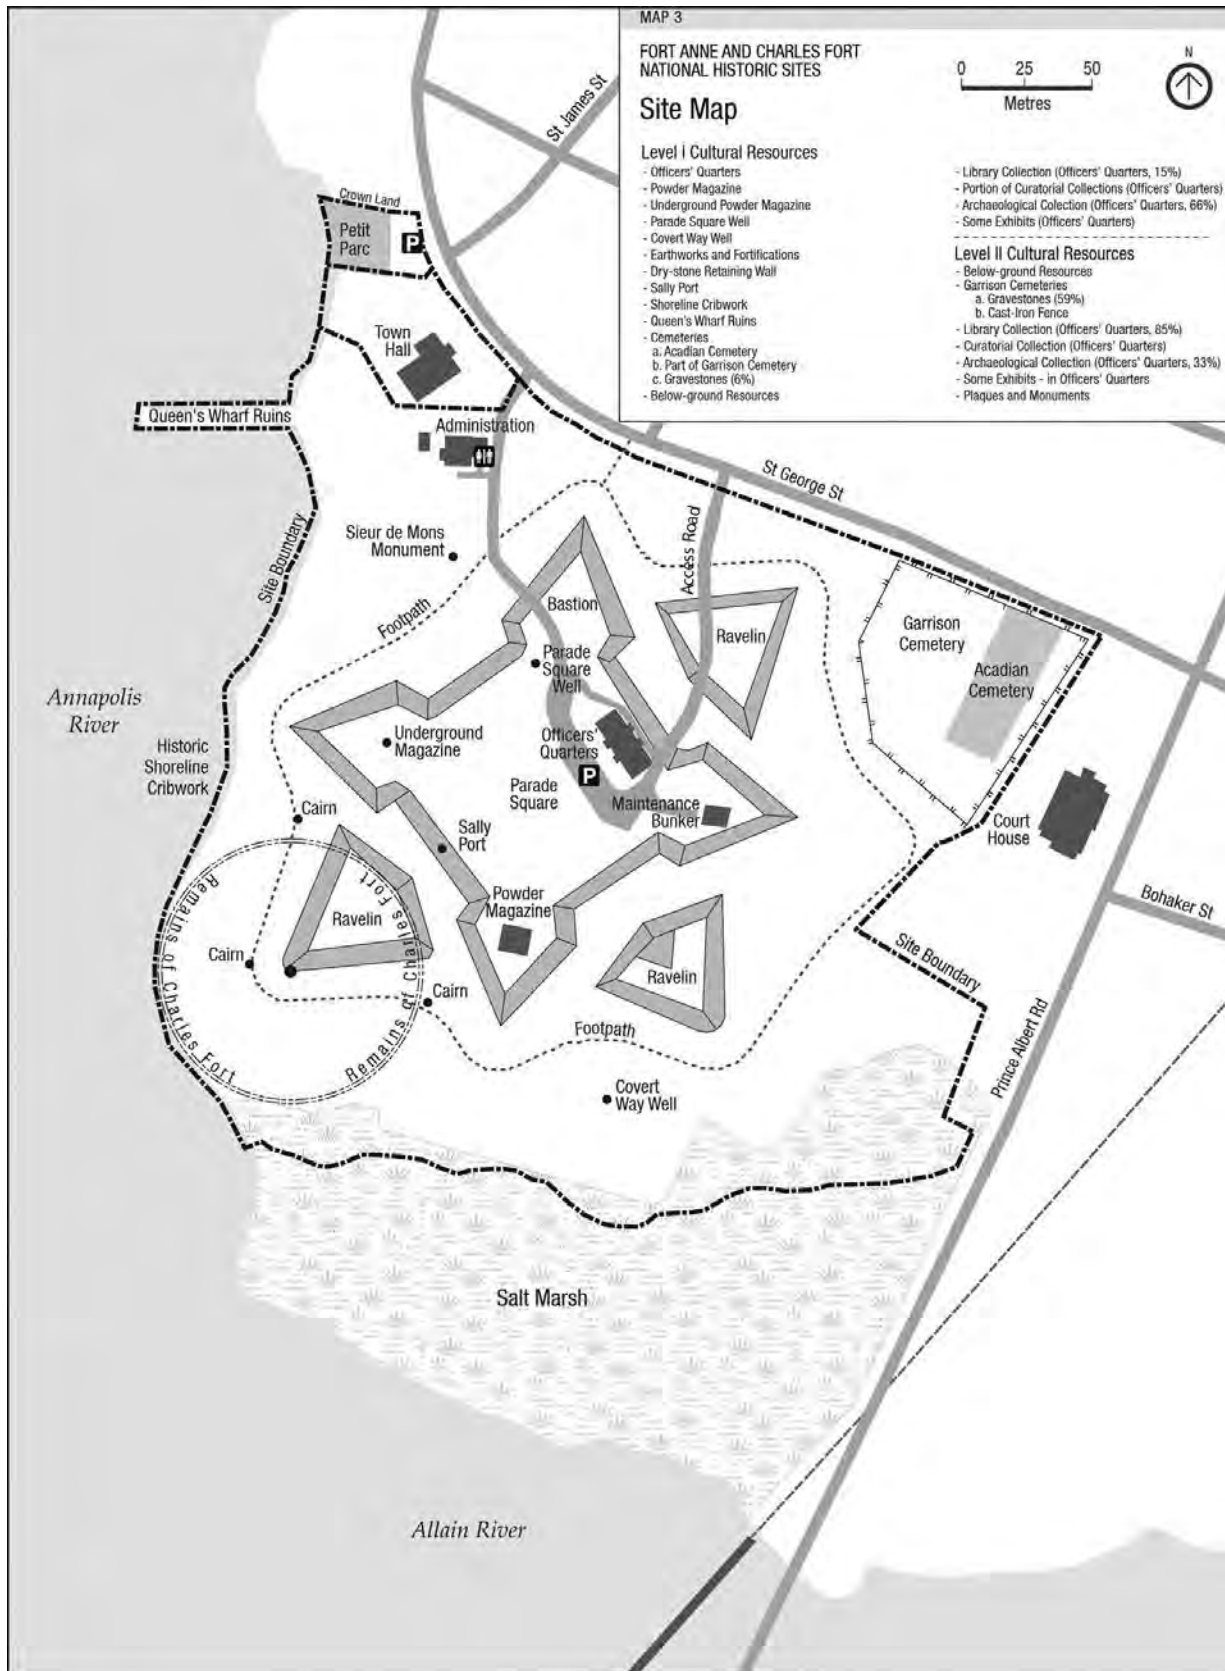 MAP 3
FORT ANNE AND CHARLES FORT
NATIONAL HISTORIC SITES
Site Map
0 25 50
Metres
N
Level I Cultural Resources
- Officers' Quarters
- Powder Magazine
- Underground Powder Magazine
- Parade Square Well
- Covert Way Well
- Earthworks and Fortifications
- Dry-stone Retaining Wall
- Sally Port
- Shoreline Cribwork
- Queen's Wharf Ruins
- Cemeteries
a. Acadian Cemetery
b. Part of Garrison Cemetery
c. Gravestones (6%)
- Below-ground Resources
- Library Collection (Officers' Quarters, 15%)
- Portion of Curatorial Collections (Officers' Quarters)
- Archaeological Colection (Officers' Quarters, 66%)
- Some Exhibits (Officers' Quarters)
Level II Cultural Resources
- Below-ground Resources
- Garrison Cemeteries
a. Gravestones (59%)
b. Cast-Iron Fence
- Library Collection (Officers' Quarters, 85%)
- Curatorial Collection (Officers' Quarters)
- Archaeological Collection (Officers' Quarters, 33%)
- Some Exhibits - in Officers' Quarters
- Plaques and Monuments
St James St
Crown Land
Petit
Parc
P
Town
Hall
Queen's Wharf Ruins
Administration
St George St
Site Boundary
Sieur de Mons
Monument
Access Road
Footpath
Bastion
Ravelin
Garrison
Cemetery
Acadian
Cemetery
Parade
Square
Well
Annapolis
River
Underground
Magazine
Officers'
Quarters
Historic
Shoreline
Cribwork
P
Parade
Square
Maintenance
Bunker
Cairn
Court
House
Sally
Port
Remains of Charles Fort
Remains of Charles Fort
Ravelin
Powder
Magazine
Bohaker St
Cairn
Site Boundary
Ravelin
Cairn
Footpath
Prince Albert Rd
Covert
Way Well
Salt Marsh
Allain River